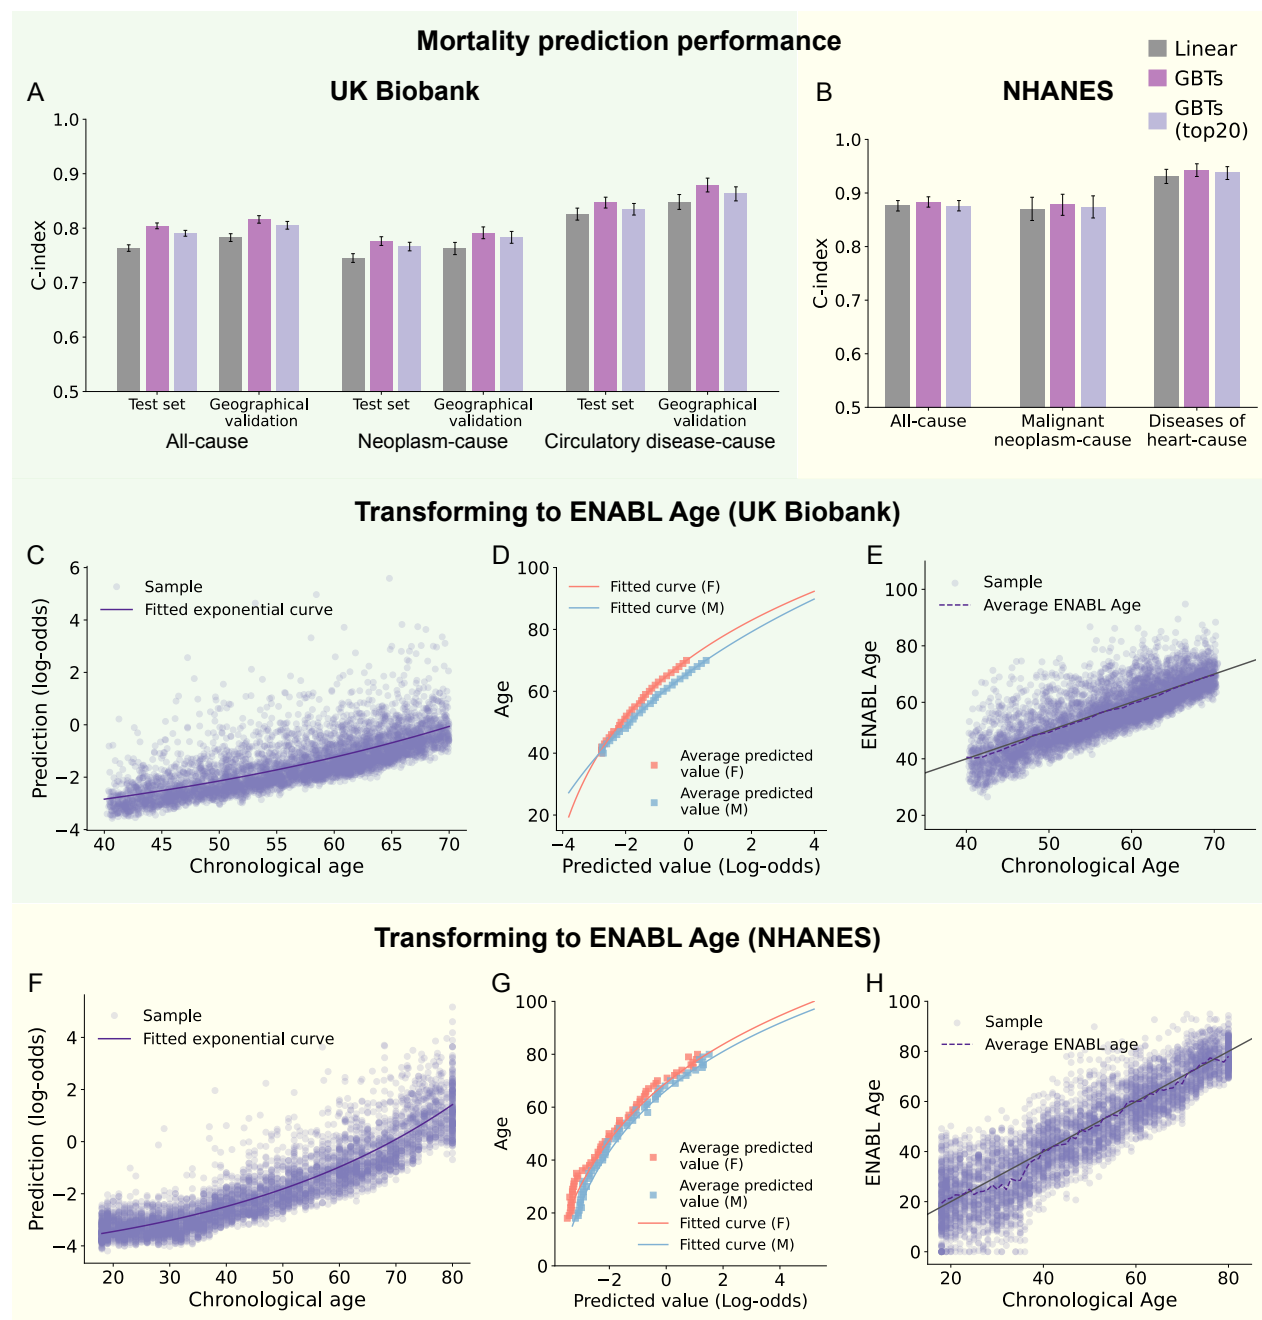 Mortality prediction performance
Linear
GBTs
GBTs
(top20)
A
UK Biobank
1.0
0.9
0.8
0.7
0.6
0.5
C-index
Test set
Geographical
validation
Test set
Geographical
validation
Test set
Geographical
validation
All-cause
Neoplasm-cause
Circulatory disease-cause
B
NHANES
1.0
0.9
0.8
0.7
0.6
0.5
C-index
All-cause
Malignant
neoplasm-cause
Diseases of
heart-cause
Transforming to ENABL Age (UK Biobank)
C
6
4
2
0
−2
−4
Prediction (log-odds)
Sample
Fitted exponential curve
40 45 50 55 60 65 70
Chronological age
D
100
80
60
40
20
Age
Fitted curve (F)
Fitted curve (M)
Average predicted
value (F)
Average predicted
value (M)
−4 −2 0 2 4
Predicted value (Log-odds)
E
100
80
60
40
20
ENABL Age
Sample
Average ENABL Age
40 50 60 70
Chronological Age
Transforming to ENABL Age (NHANES)
F
4
2
0
−2
−4
Prediction (log-odds)
Sample
Fitted exponential curve
20 30 40 50 60 70 80
Chronological age
G
100
80
60
40
20
0
Age
Average predicted
value (F)
Average predicted
value (M)
Fitted curve (F)
Fitted curve (M)
−2 0 2 4
Predicted value (Log-odds)
H
100
80
60
40
20
0
ENABL Age
Sample
Average ENABL age
20 40 60 80
Chronological Age